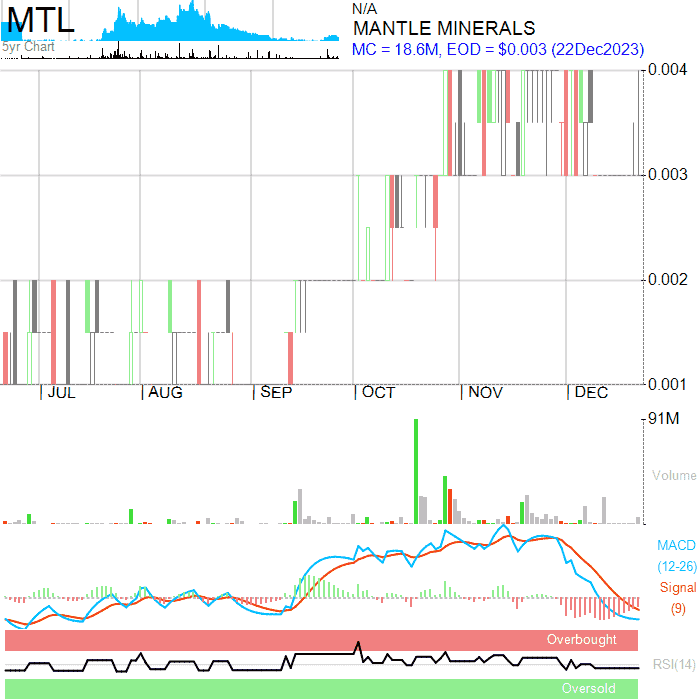 MTL
5yr Chart
N/A
MANTLE MINERALS
MC = 18.6M, EOD = $0.003 (22Dec2023)
0.004
0.003
0.002
0.001
| JUL | AUG | SEP | OCT | NOV | DEC
91M
Volume
MACD
(12-26)
Signal
(9)
Overbought
RSI(14)
Oversold